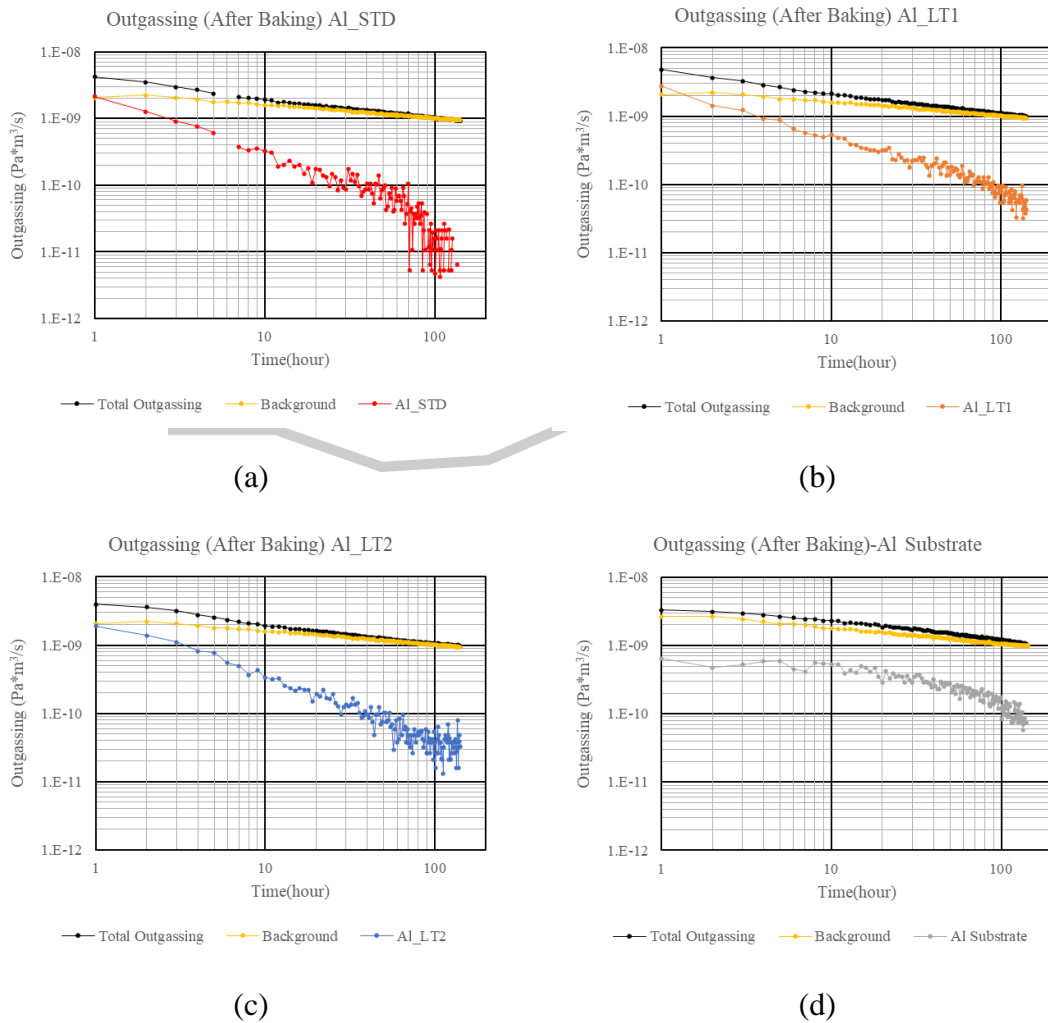 Outgassing (After Baking) Al_STD
Outgassing (Pa*m³/s)
1.E-08
1.E-09
1.E-10
1.E-11
1.E-12
1 10 100
Time(hour)
Total Outgassing Background Al_STD
(a)
Outgassing (After Baking) Al_LT1
Outgassing (Pa*m³/s)
1.E-08
1.E-09
1.E-10
1.E-11
1.E-12
1 10 100
Time(hour)
Total Outgassing Background Al_LT1
(b)
Outgassing (After Baking) Al_LT2
Outgassing (Pa*m³/s)
1.E-08
1.E-09
1.E-10
1.E-11
1.E-12
1 10 100
Time(hour)
Total Outgassing Background Al_LT2
(c)
Outgassing (After Baking)-Al Substrate
Outgassing (Pa*m³/s)
1.E-08
1.E-09
1.E-10
1.E-11
1.E-12
1 10 100
Time(hour)
Total Outgassing Background Al Substrate
(d)